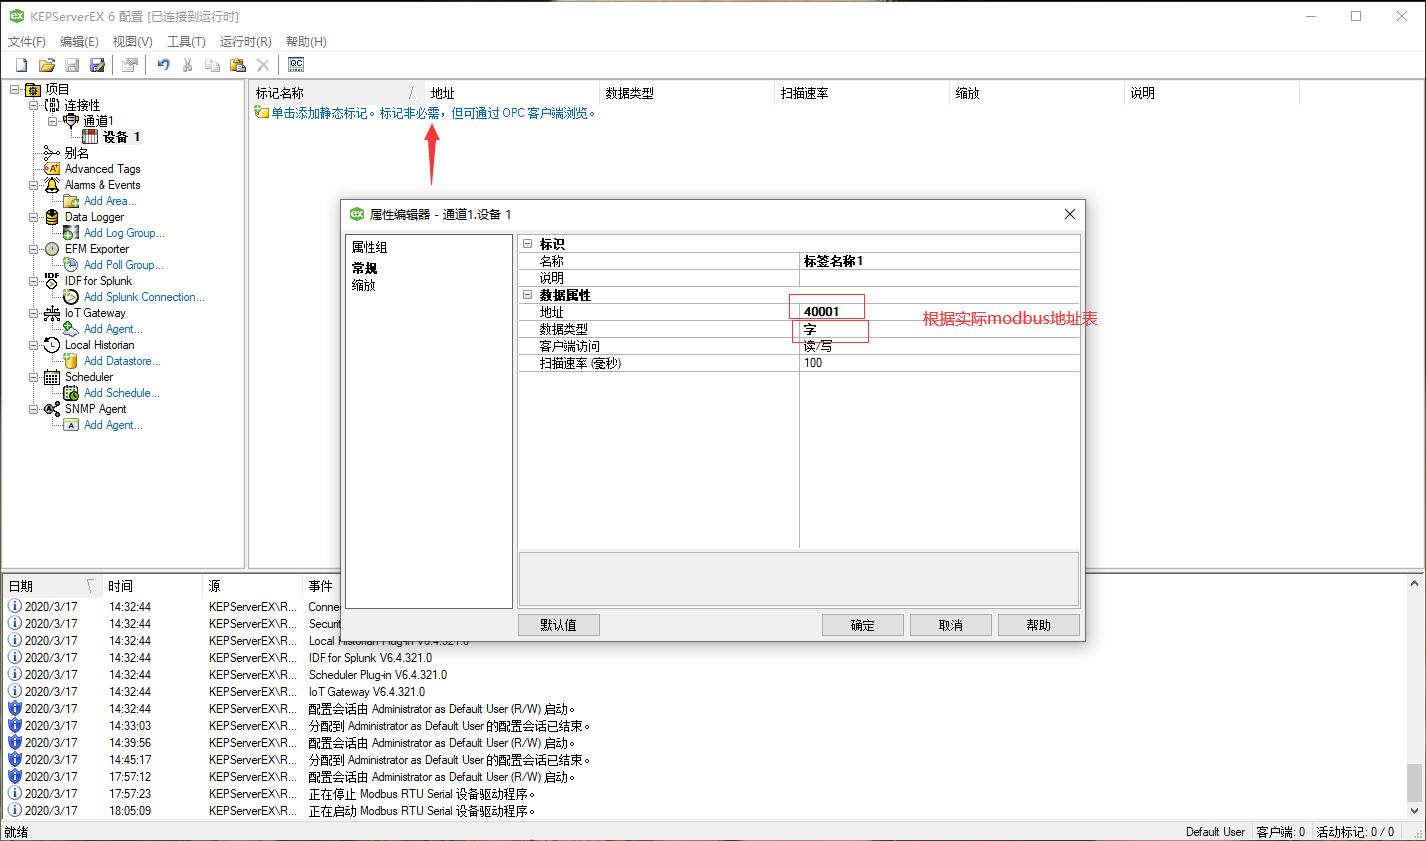 KEPServerEX 6 配置 [已连接到运行时]
文件(F) 编辑(E) 视图(V) 工具(T) 运行时(R) 帮助(H)
项目
连接性
通道1
设备 1
别名
Advanced Tags
Alarms & Events
Add Area...
Data Logger
Add Log Group...
EFM Exporter
Add Poll Group...
IDF for Splunk
Add Splunk Connection...
IoT Gateway
Add Agent...
Local Historian
Add Datastore...
Scheduler
Add Schedule...
SNMP Agent
Add Agent...
标记名称 / 地址 数据类型 扫描速率 缩放 说明
单击添加静态标记。标记非必需，但可通过 OPC 客户端浏览。
属性编辑器 - 通道1.设备 1
属性组
常规
缩放
标识
名称 标签名称1
说明
数据属性
地址 40001
数据类型 字
客户端访问 读/写
扫描速率 (毫秒) 100
根据实际modbus地址表
默认值 确定 取消 帮助
日期 时间 源 事件
2020/3/17 14:32:44 KEPServerEX\R... Conne
2020/3/17 14:32:44 KEPServerEX\R... Securit
2020/3/17 14:32:44 KEPServerEX\R... Local Historian Plug-in V6.4.321.0
2020/3/17 14:32:44 KEPServerEX\R... IDF for Splunk V6.4.321.0
2020/3/17 14:32:44 KEPServerEX\R... Scheduler Plug-in V6.4.321.0
2020/3/17 14:32:44 KEPServerEX\R... IoT Gateway V6.4.321.0
2020/3/17 14:32:44 KEPServerEX\R... 配置会话由 Administrator as Default User (R/W) 启动。
2020/3/17 14:33:03 KEPServerEX\R... 分配到 Administrator as Default User 的配置会话已结束。
2020/3/17 14:39:56 KEPServerEX\R... 配置会话由 Administrator as Default User (R/W) 启动。
2020/3/17 14:45:17 KEPServerEX\R... 分配到 Administrator as Default User 的配置会话已结束。
2020/3/17 17:57:12 KEPServerEX\R... 配置会话由 Administrator as Default User (R/W) 启动。
2020/3/17 17:57:23 KEPServerEX\R... 正在停止 Modbus RTU Serial 设备驱动程序。
2020/3/17 18:05:09 KEPServerEX\R... 正在启动 Modbus RTU Serial 设备驱动程序。
就绪 Default User 客户端: 0 活动标记: 0 / 0